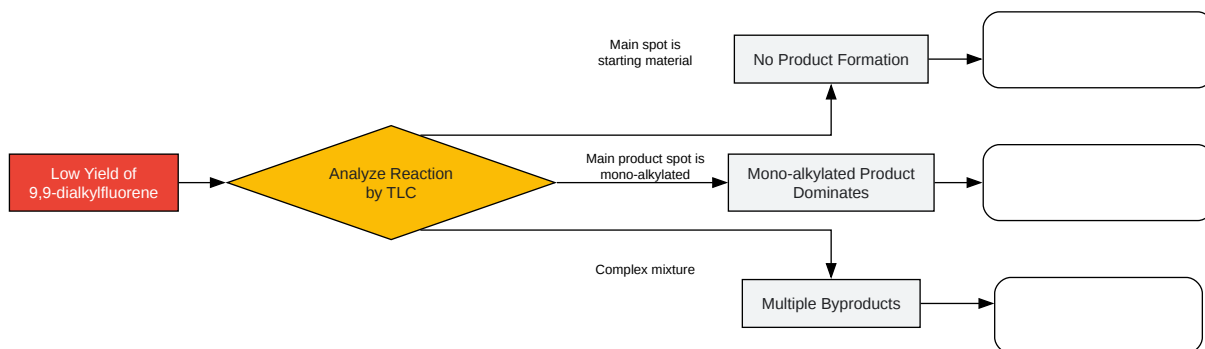 Main spot is
starting material
No Product Formation
Low Yield of
9,9-dialkylfluorene
Analyze Reaction
by TLC
Main product spot is
mono-alkylated
Mono-alkylated Product
Dominates
Complex mixture
Multiple Byproducts